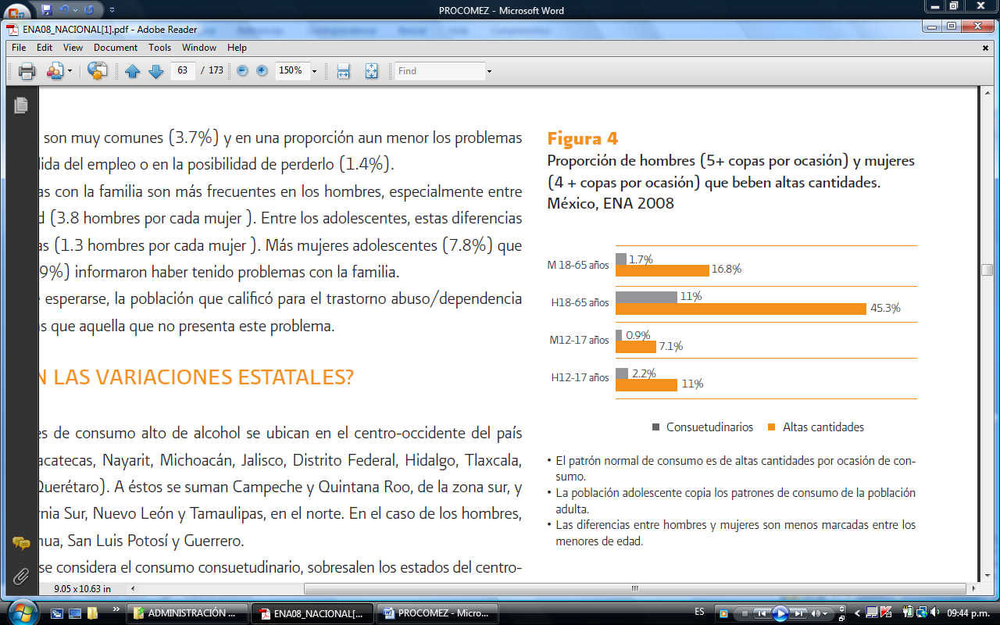 PROCOMEZ - Microsoft Word
ENA08_NACIONAL[1].pdf - Adobe Reader
File Edit View Document Tools Window Help
63 / 173 150% Find
son muy comunes (3.7%) y en una proporción aun menor los problemas
dida del empleo o en la posibilidad de perderlo (1.4%).
as con la familia son más frecuentes en los hombres, especialmente entre
d (3.8 hombres por cada mujer ). Entre los adolescentes, estas diferencias
as (1.3 hombres por cada mujer ). Más mujeres adolescentes (7.8%) que
9%) informaron haber tenido problemas con la familia.
e esperarse, la población que calificó para el trastorno abuso/dependencia
s que aquella que no presenta este problema.
N LAS VARIACIONES ESTATALES?
es de consumo alto de alcohol se ubican en el centro-occidente del país
acatecas, Nayarit, Michoacán, Jalisco, Distrito Federal, Hidalgo, Tlaxcala,
Querétaro). A éstos se suman Campeche y Quintana Roo, de la zona sur, y
rnia Sur, Nuevo León y Tamaulipas, en el norte. En el caso de los hombres,
nua, San Luis Potosí y Guerrero.
se considera el consumo consuetudinario, sobresalen los estados del centro-
Figura 4
Proporción de hombres (5+ copas por ocasión) y mujeres
(4 + copas por ocasión) que beben altas cantidades.
México, ENA 2008
M 18-65 años 1.7% 16.8%
H18-65 años 11% 45.3%
M12-17 años 0.9% 7.1%
H12-17 años 2.2% 11%
Consuetudinarios Altas cantidades
• El patrón normal de consumo es de altas cantidades por ocasión de con-
sumo.
• La población adolescente copia los patrones de consumo de la población
adulta.
• Las diferencias entre hombres y mujeres son menos marcadas entre los
menores de edad.
9.05 x 10.63 in
ADMINISTRACIÓN ... ENA08_NACIONAL[... PROCOMEZ - Micro... ES 09:44 p.m.